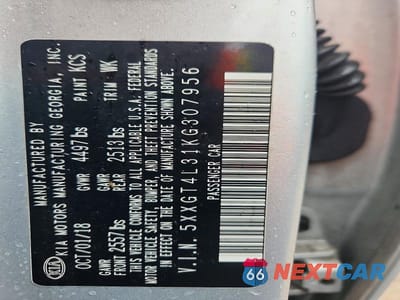 MANUFACTURED BY
KIA KIA MOTORS MANUFACTURING GEORGIA, INC.
OCT/01/18 GVWR 4497 lbs PAINT KCS
GAWR FRONT 2557 lbs GAWR REAR 2513 lbs TRIM WK
THIS VEHICLE CONFORMS TO ALL APPLICABLE U.S.A. FEDERAL
MOTOR VEHICLE SAFETY, BUMPER, AND THEFT PREVENTION STANDARDS
IN EFFECT ON THE DATE OF MANUFACTURE SHOWN ABOVE.
V.I.N. 5XXGT4L31KG307956
PASSENGER CAR
66 NEXTCAR